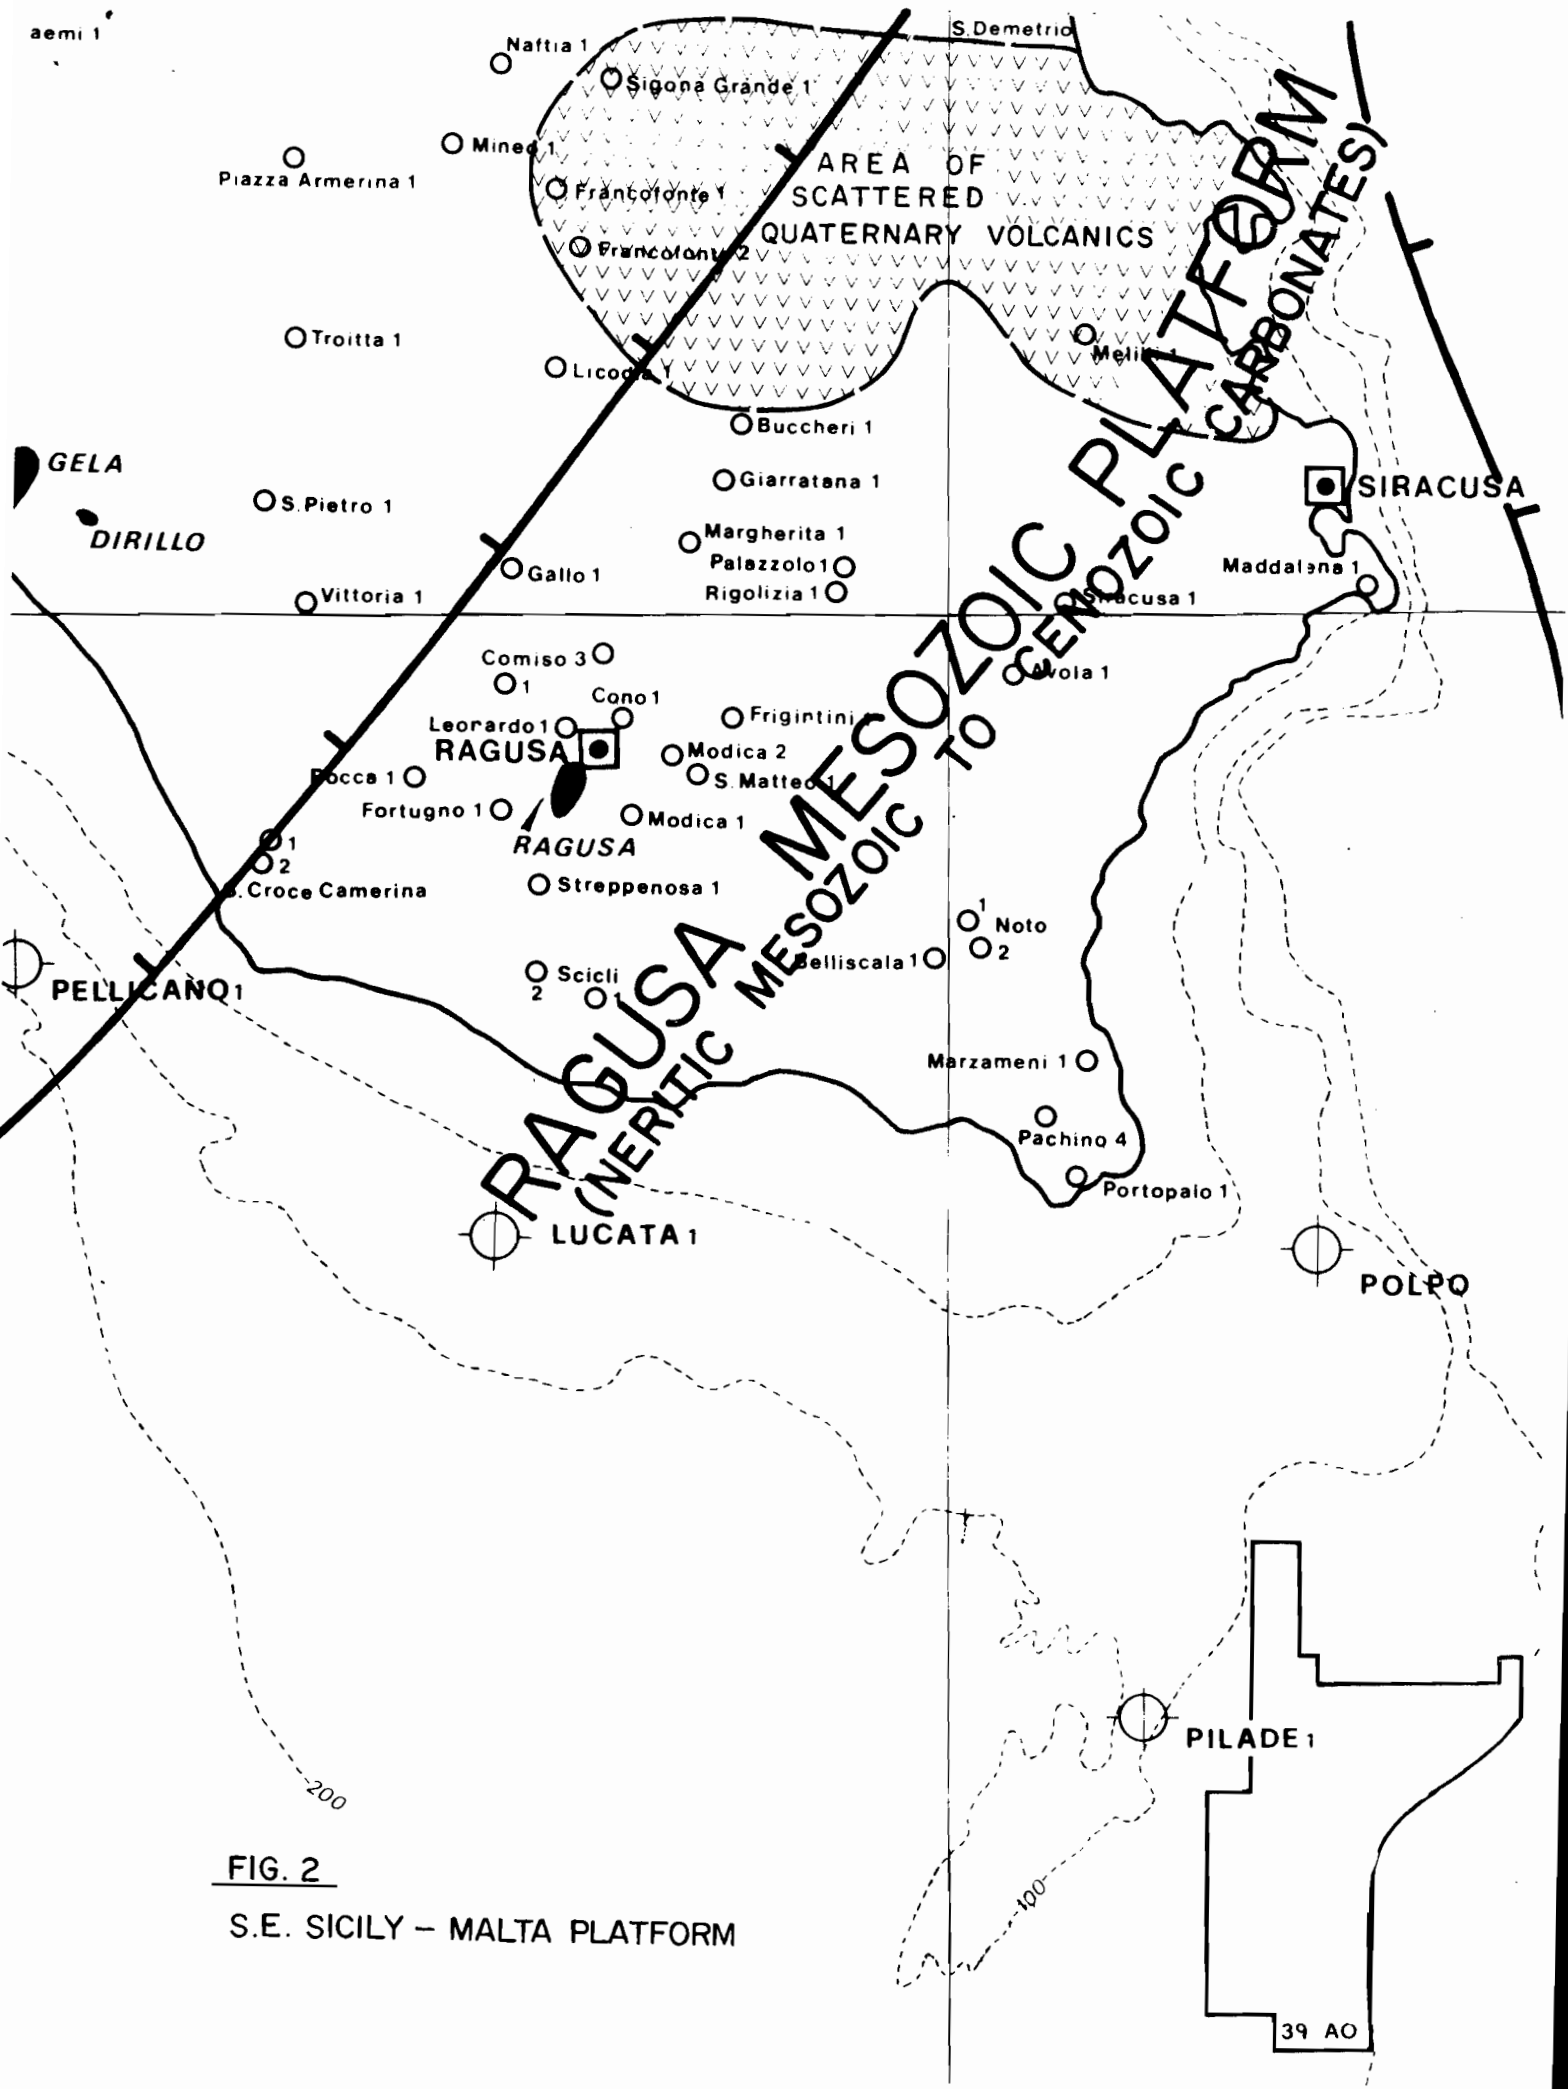 aemi 1
Naftia 1
S. Demetrio
Sigona Grande 1
Mineo 1
Piazza Armerina 1
AREA OF
SCATTERED
QUATERNARY VOLCANICS
Francofonte 1
Francofonte 2
Troitta 1
Licodia 1
Melilli 1
Buccheri 1
GELA
Giarratana 1
SIRACUSA
S. Pietro 1
DIRILLO
Margherita 1
Palazzolo 1
Gallo 1
Maddalena 1
Rigolizia 1
Vittoria 1
Siracusa 1
Comiso 3
1
Avola 1
Cono 1
Leonardo 1
Frigintini 1
RAGUSA
Modica 2
Rocca 1
S. Matteo 1
Fortugno 1
Modica 1
RAGUSA
1
2
S. Croce Camerina
Streppenosa 1
RAGUSA MESOZOIC PLATFORM
(NERITIC MESOZOIC TO CENOZOIC CARBONATES)
1
Noto
2
Belliscala 1
Scicli
2
1
PELLICANO 1
Marzameni 1
Pachino 4
Portopalo 1
LUCATA 1
POLPO
PILADE 1
200
100
FIG. 2
S.E. SICILY – MALTA PLATFORM
39 AO